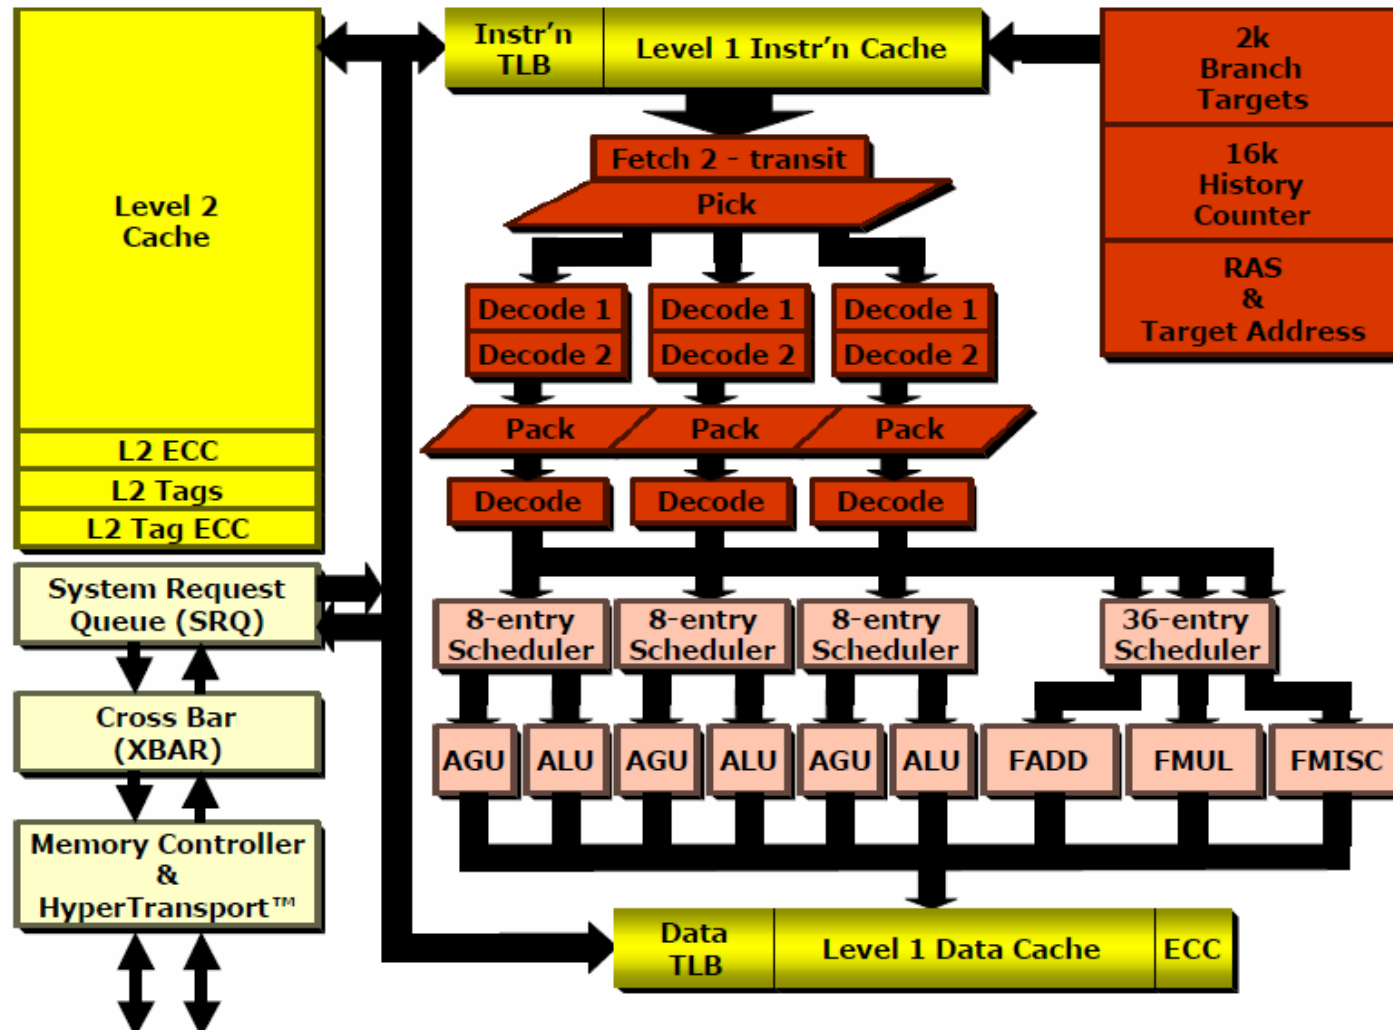 Level 2
Cache
L2 ECC
L2 Tags
L2 Tag ECC
System Request
Queue (SRQ)
Cross Bar
(XBAR)
Memory Controller
&
HyperTransport™
Instr’n
TLB
Level 1 Instr’n Cache
2k
Branch
Targets
16k
History
Counter
RAS
&
Target Address
Fetch 2 - transit
Pick
Decode 1
Decode 1
Decode 1
Decode 2
Decode 2
Decode 2
Pack
Pack
Pack
Decode
Decode
Decode
8-entry
Scheduler
8-entry
Scheduler
8-entry
Scheduler
36-entry
Scheduler
AGU
ALU
AGU
ALU
AGU
ALU
FADD
FMUL
FMISC
Data
TLB
Level 1 Data Cache
ECC